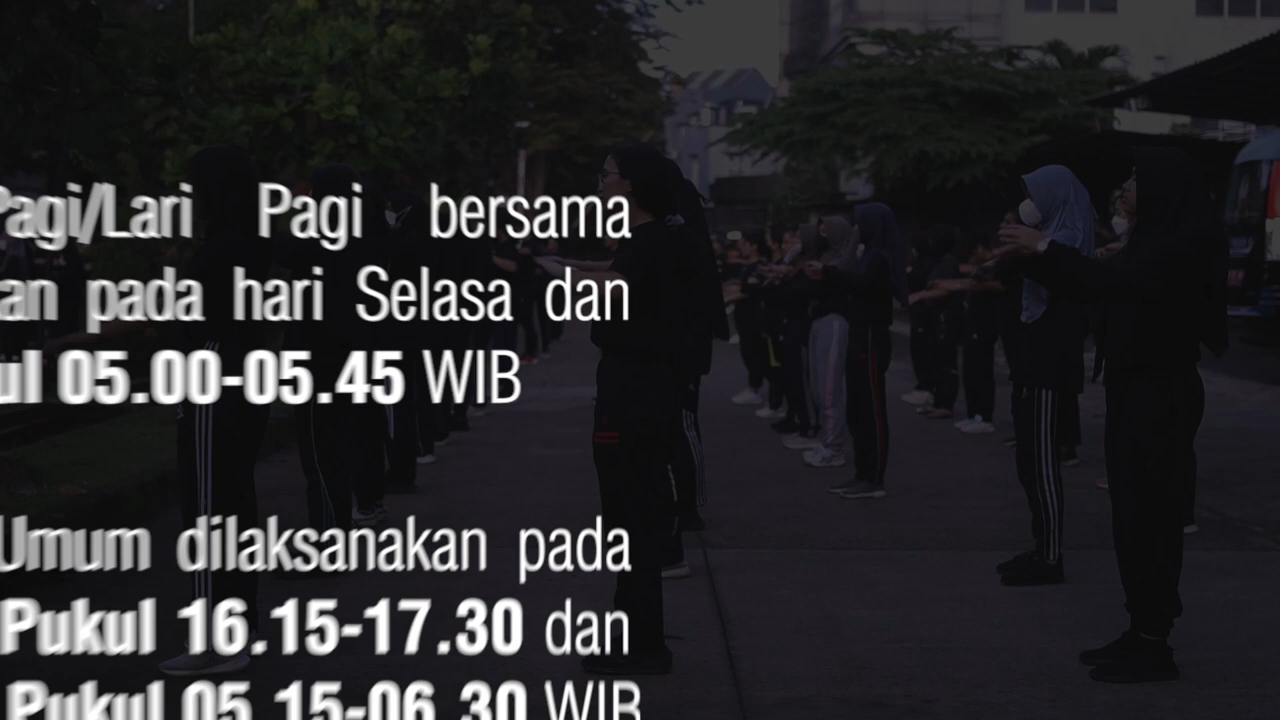 Pagi/Lari Pagi bersama
an pada hari Selasa dan
ul 05.00-05.45 WIB
Umum dilaksanakan pada
Pukul 16.15-17.30 dan
Pukul 05.15-06.30 WIB